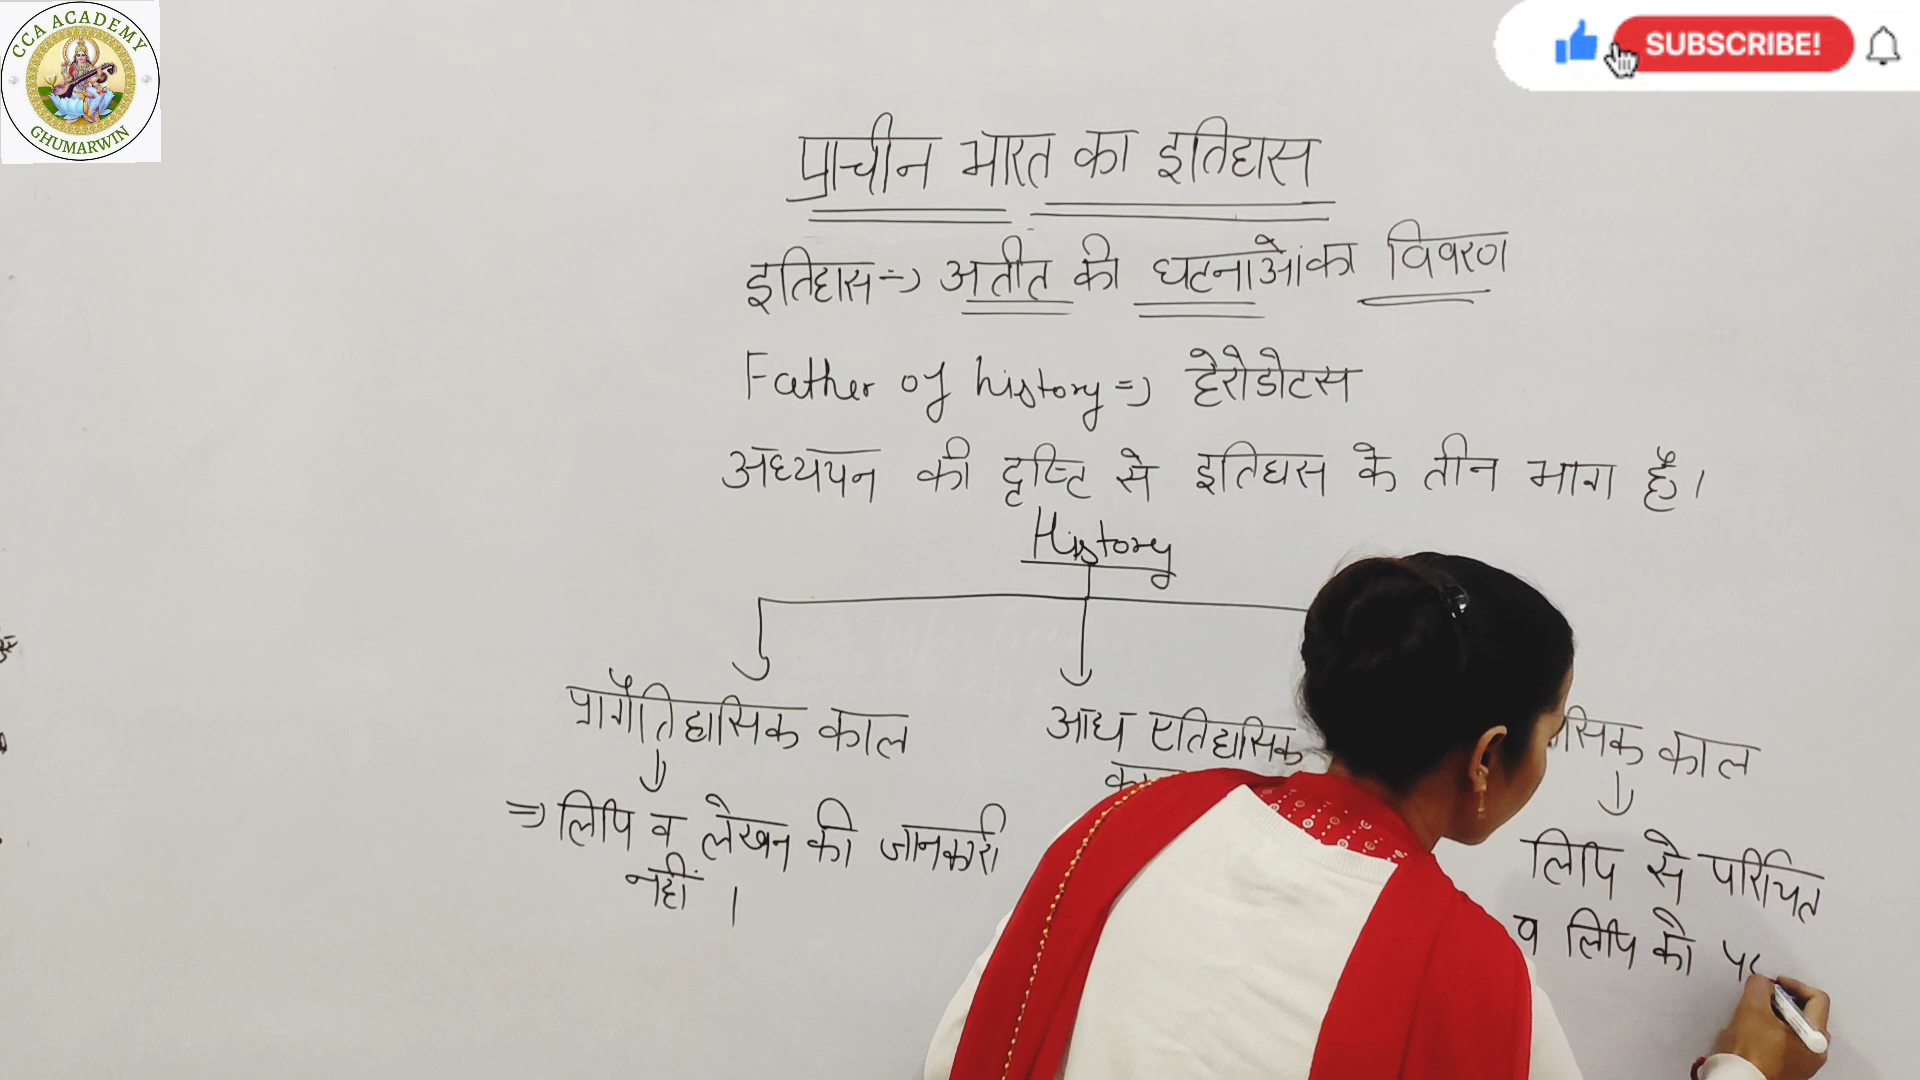 CCA ACADEMY
GHUMARWIN
SUBSCRIBE!
प्राचीन भारत का इतिहास
इतिहास => अतीत की घटनाओं का विवरण
Father of history => हेरोडोटस
अध्ययन की दृष्टि से इतिहास के तीन भाग है।
History
प्रागैतिहासिक काल
आद्य एतिहासिक
काल
=> लिपि व लेखन की जानकारी
नहीं ।
लिपि से परिचित
व लिपि को